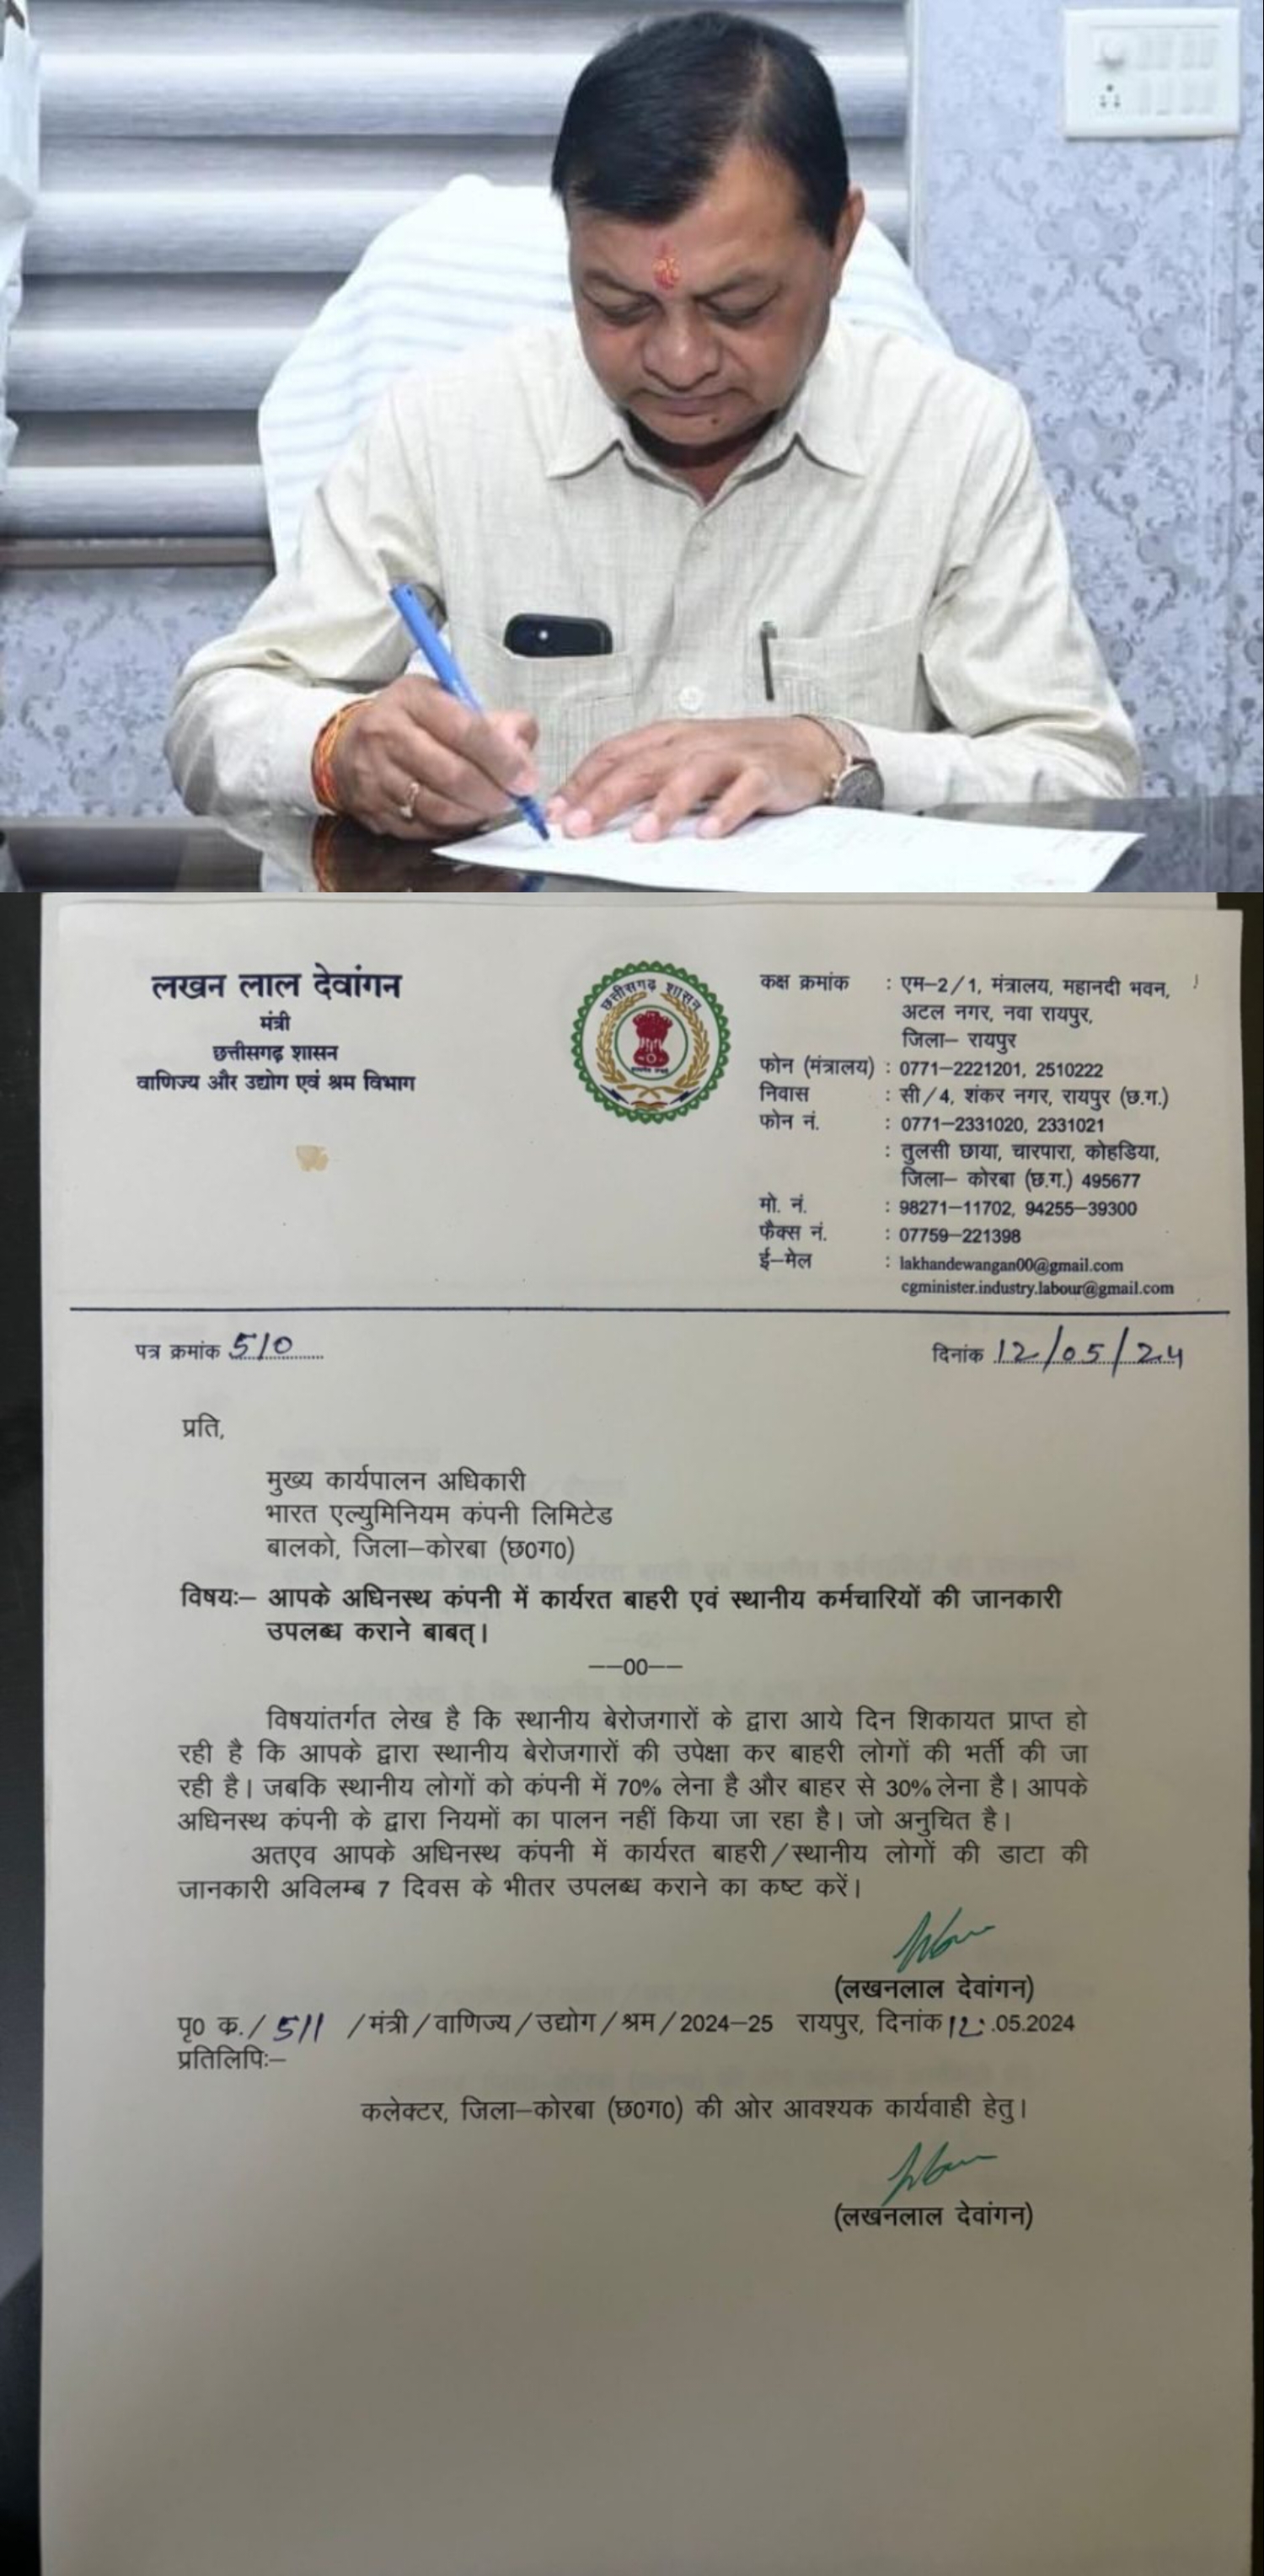 लखन लाल देवांगन
मंत्री
छत्तीसगढ़ शासन
वाणिज्य और उद्योग एवं श्रम विभाग
छत्तीसगढ़ शासन
कक्ष क्रमांक : एम–2/1, मंत्रालय, महानदी भवन,
अटल नगर, नवा रायपुर,
जिला– रायपुर
फोन (मंत्रालय) : 0771–2221201, 2510222
निवास : सी/4, शंकर नगर, रायपुर (छ.ग.)
फोन नं. : 0771–2331020, 2331021
: तुलसी छाया, चारपारा, कोहडिया,
जिला– कोरबा (छ.ग.) 495677
मो. नं. : 98271–11702, 94255–39300
फैक्स नं. : 07759–221398
ई–मेल : lakhandewangan00@gmail.com
cgminister.industry.labour@gmail.com
पत्र क्रमांक 510
दिनांक 12/05/24
प्रति,
मुख्य कार्यपालन अधिकारी
भारत एल्युमिनियम कंपनी लिमिटेड
बालको, जिला–कोरबा (छ0ग0)
विषयः– आपके अधिनस्थ कंपनी में कार्यरत बाहरी एवं स्थानीय कर्मचारियों की जानकारी
उपलब्ध कराने बाबत्।
––00––
विषयांतर्गत लेख है कि स्थानीय बेरोजगारों के द्वारा आये दिन शिकायत प्राप्त हो
रही है कि आपके द्वारा स्थानीय बेरोजगारों की उपेक्षा कर बाहरी लोगों की भर्ती की जा
रही है। जबकि स्थानीय लोगों को कंपनी में 70% लेना है और बाहर से 30% लेना है। आपके
अधिनस्थ कंपनी के द्वारा नियमों का पालन नहीं किया जा रहा है। जो अनुचित है।
अतएव आपके अधिनस्थ कंपनी में कार्यरत बाहरी/स्थानीय लोगों की डाटा की
जानकारी अविलम्ब 7 दिवस के भीतर उपलब्ध कराने का कष्ट करें।
(लखनलाल देवांगन)
पृ0 क./511 /मंत्री/वाणिज्य/उद्योग/श्रम/2024–25 रायपुर, दिनांक 12.05.2024
प्रतिलिपिः–
कलेक्टर, जिला–कोरबा (छ0ग0) की ओर आवश्यक कार्यवाही हेतु।
(लखनलाल देवांगन)